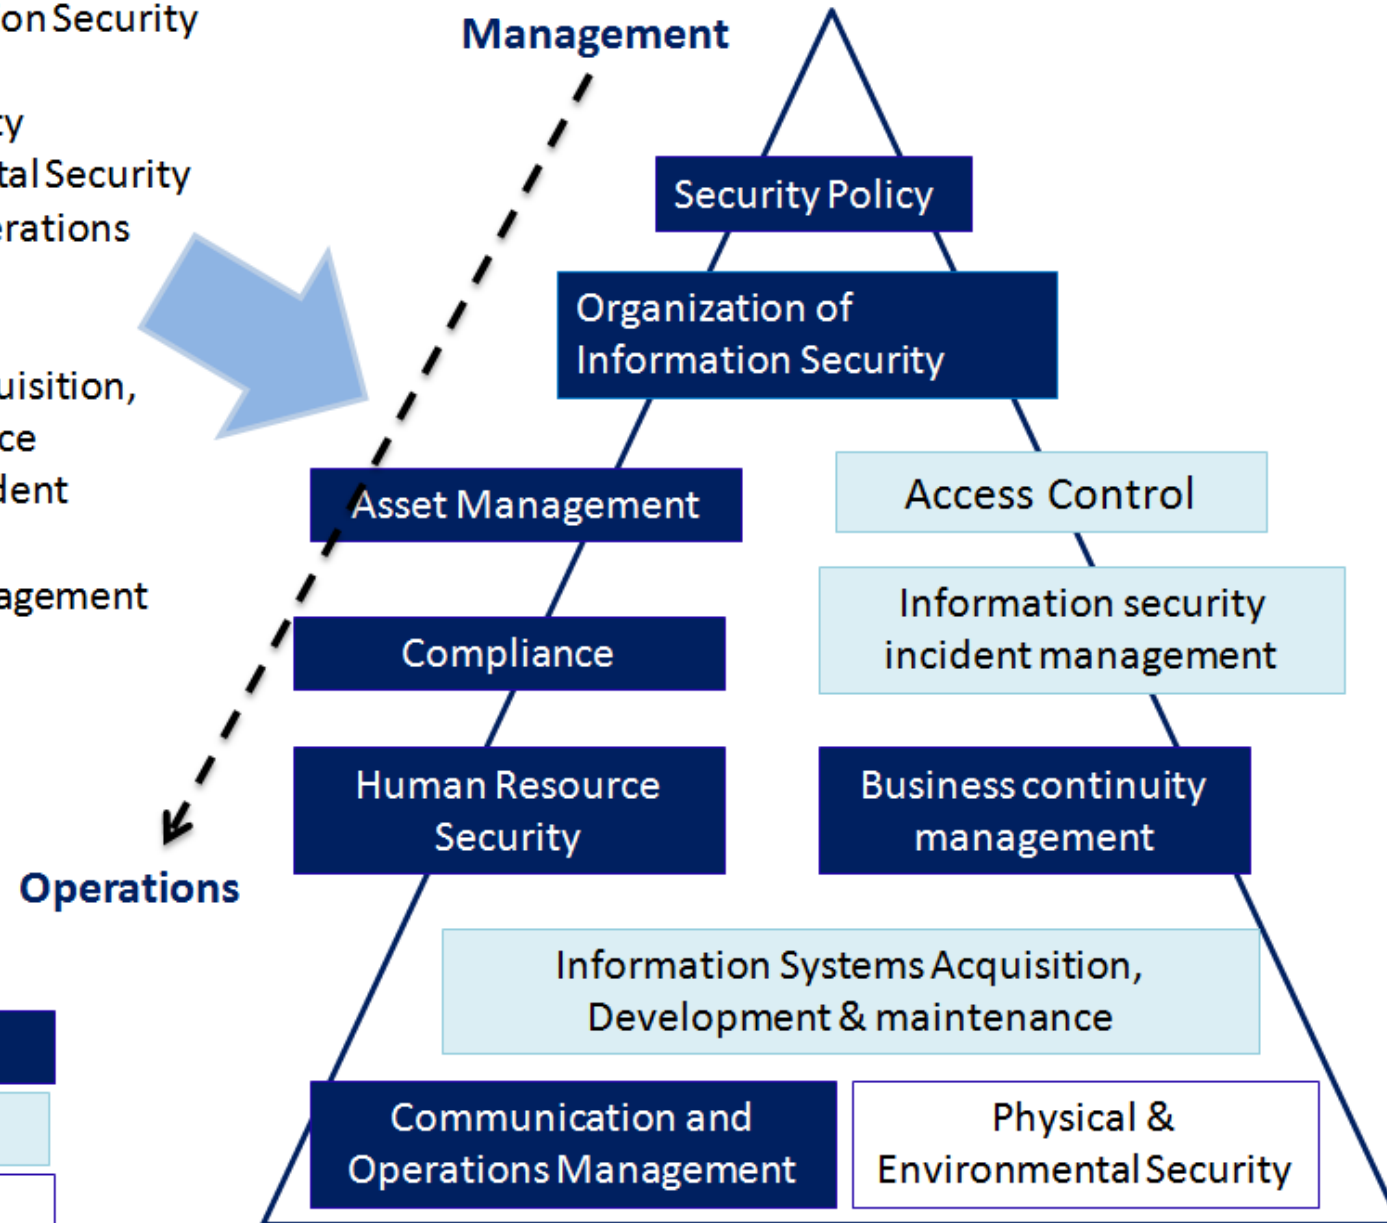 on Security
ty
tal Security
erations
uisition,
ce
dent
agement
Management
Operations
Security Policy
Organization of
Information Security
Asset Management
Access Control
Compliance
Information security
incident management
Human Resource
Security
Business continuity
management
Information Systems Acquisition,
Development & maintenance
Communication and
Operations Management
Physical &
Environmental Security